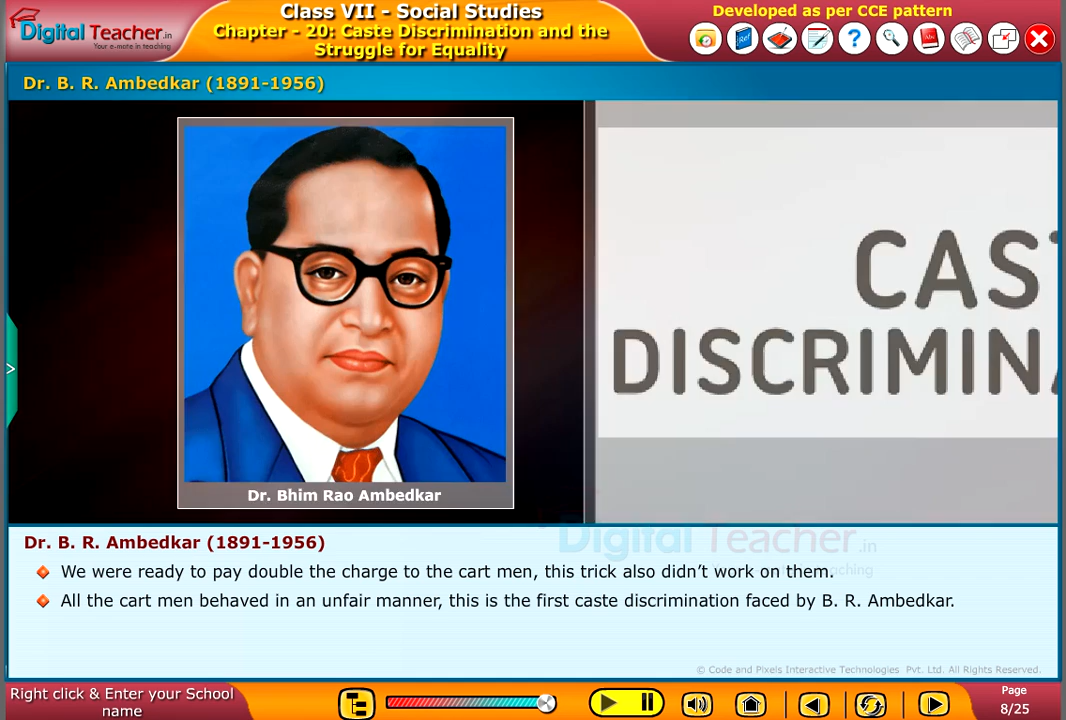 Digital Teacher.in
Your e-mate in teaching
Class VII - Social Studies
Chapter - 20: Caste Discrimination and the
Struggle for Equality
Developed as per CCE pattern
Dr. B. R. Ambedkar (1891-1956)
CAS
DISCRIMIN
Dr. Bhim Rao Ambedkar
Digital Teacher.in
Dr. B. R. Ambedkar (1891-1956)
We were ready to pay double the charge to the cart men, this trick also didn't work on them.
All the cart men behaved in an unfair manner, this is the first caste discrimination faced by B. R. Ambedkar.
© Code and Pixels Interactive Technologies Pvt. Ltd. All Rights Reserved.
Right click & Enter your School
name
Page
8/25